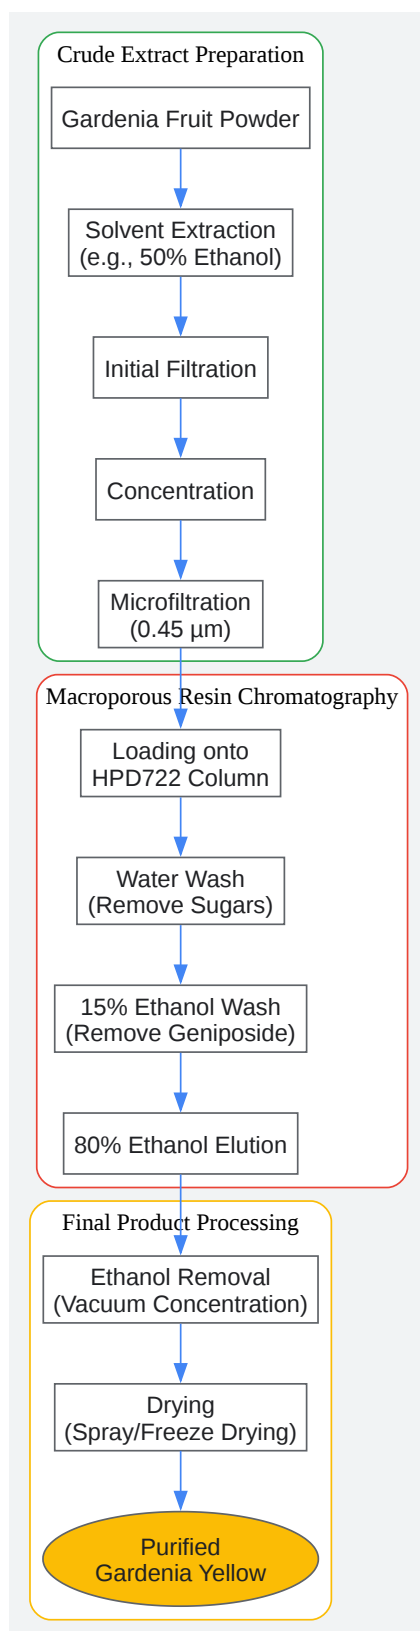 Crude Extract Preparation
Gardenia Fruit Powder
Solvent Extraction
(e.g., 50% Ethanol)
Initial Filtration
Concentration
Microfiltration
(0.45 µm)
Macroporous Resin Chromatography
Loading onto
HPD722 Column
Water Wash
(Remove Sugars)
15% Ethanol Wash
(Remove Geniposide)
80% Ethanol Elution
Final Product Processing
Ethanol Removal
(Vacuum Concentration)
Drying
(Spray/Freeze Drying)
Purified
Gardenia Yellow